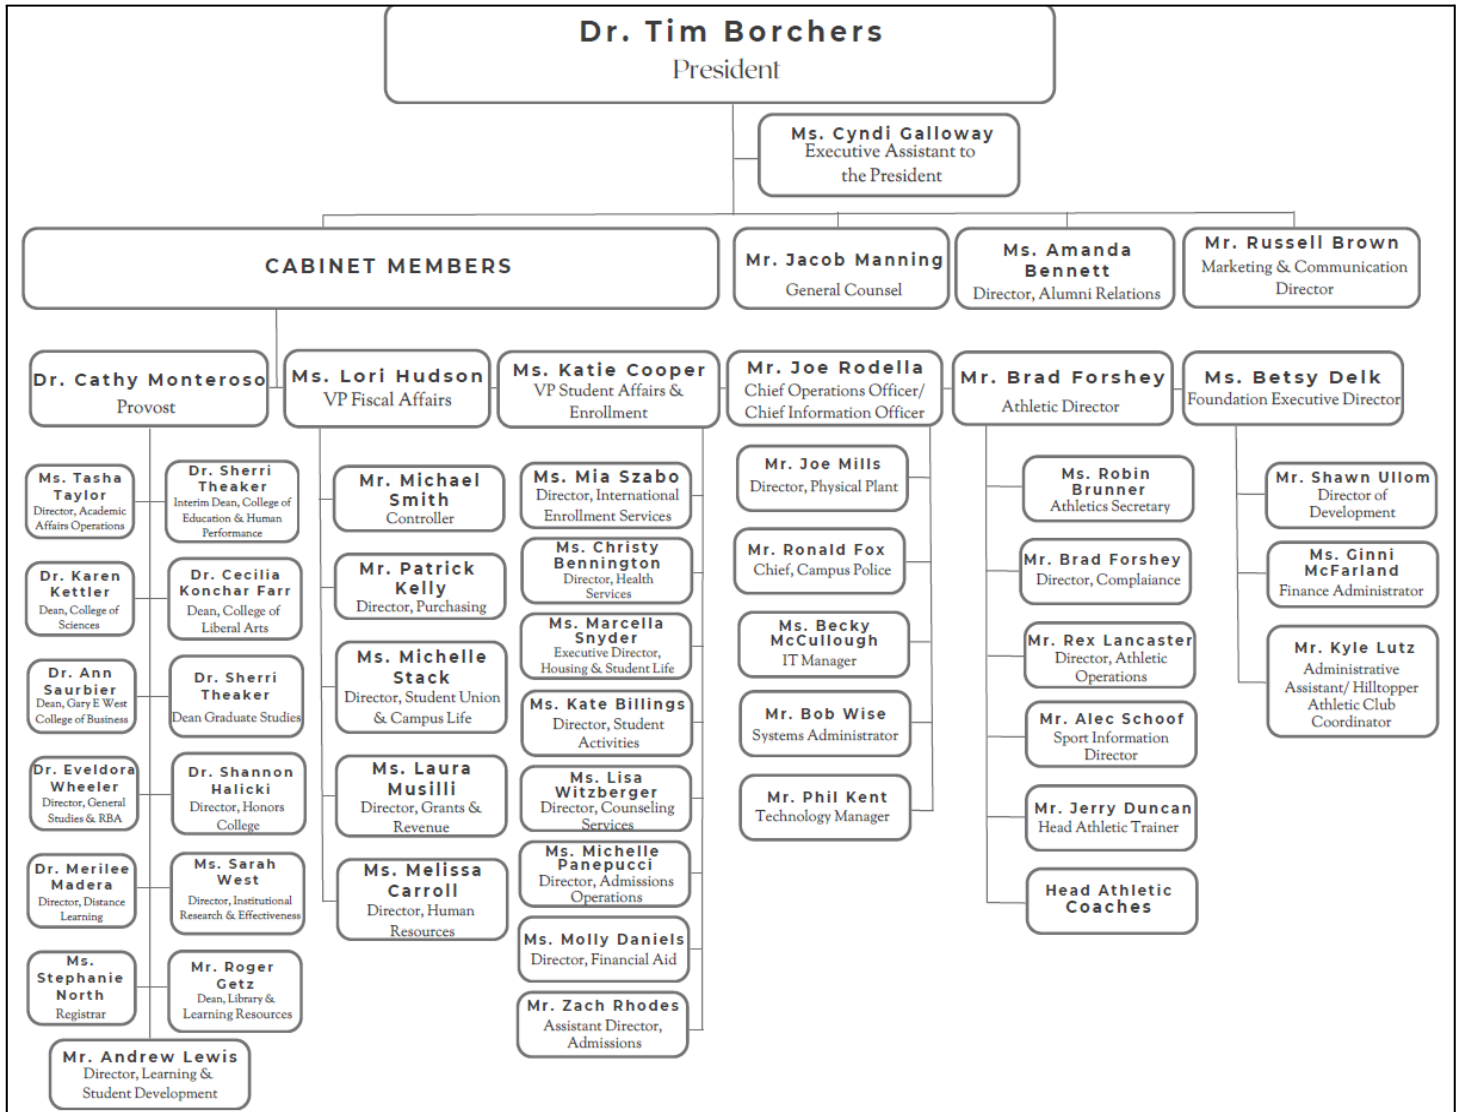 Dr. Tim Borchers
President
Ms. Cyndi Galloway
Executive Assistant to
the President
CABINET MEMBERS
Mr. Jacob Manning
General Counsel
Ms. Amanda
Bennett
Director, Alumni Relations
Mr. Russell Brown
Marketing & Communication
Director
Dr. Cathy Monteroso
Provost
Ms. Lori Hudson
VP Fiscal Affairs
Ms. Katie Cooper
VP Student Affairs &
Enrollment
Mr. Joe Rodella
Chief Operations Officer/
Chief Information Officer
Mr. Brad Forshey
Athletic Director
Ms. Betsy Delk
Foundation Executive Director
Ms. Tasha
Taylor
Director, Academic
Affairs Operations
Dr. Sherri
Theaker
Interim Dean, College of
Education & Human
Performance
Dr. Karen
Kettler
Dean, College of
Sciences
Dr. Cecilia
Konchar Farr
Dean, College of
Liberal Arts
Dr. Ann
Saurbier
Dean, Gary E West
College of Business
Dr. Sherri
Theaker
Dean Graduate Studies
Dr. Eveldora
Wheeler
Director, General
Studies & RBA
Dr. Shannon
Halicki
Director, Honors
College
Dr. Merilee
Madera
Director, Distance
Learning
Ms. Sarah
West
Director, Institutional
Research & Effectiveness
Ms.
Stephanie
North
Registrar
Mr. Roger
Getz
Dean, Library &
Learning Resources
Mr. Andrew Lewis
Director, Learning &
Student Development
Mr. Michael
Smith
Controller
Mr. Patrick
Kelly
Director, Purchasing
Ms. Michelle
Stack
Director, Student Union
& Campus Life
Ms. Laura
Musilli
Director, Grants &
Revenue
Ms. Melissa
Carroll
Director, Human
Resources
Ms. Mia Szabo
Director, International
Enrollment Services
Ms. Christy
Bennington
Director, Health
Services
Ms. Marcella
Snyder
Executive Director,
Housing & Student Life
Ms. Kate Billings
Director, Student
Activities
Ms. Lisa
Witzberger
Director, Counseling
Services
Ms. Michelle
Panepucci
Director, Admissions
Operations
Ms. Molly Daniels
Director, Financial Aid
Mr. Zach Rhodes
Assistant Director,
Admissions
Mr. Joe Mills
Director, Physical Plant
Mr. Ronald Fox
Chief, Campus Police
Ms. Becky
McCullough
IT Manager
Mr. Bob Wise
Systems Administrator
Mr. Phil Kent
Technology Manager
Ms. Robin
Brunner
Athletics Secretary
Mr. Brad Forshey
Director, Complaiance
Mr. Rex Lancaster
Director, Athletic
Operations
Mr. Alec Schoof
Sport Information
Director
Mr. Jerry Duncan
Head Athletic Trainer
Head Athletic
Coaches
Mr. Shawn Ullom
Director of
Development
Ms. Ginni
McFarland
Finance Administrator
Mr. Kyle Lutz
Administrative
Assistant/ Hilltopper
Athletic Club
Coordinator